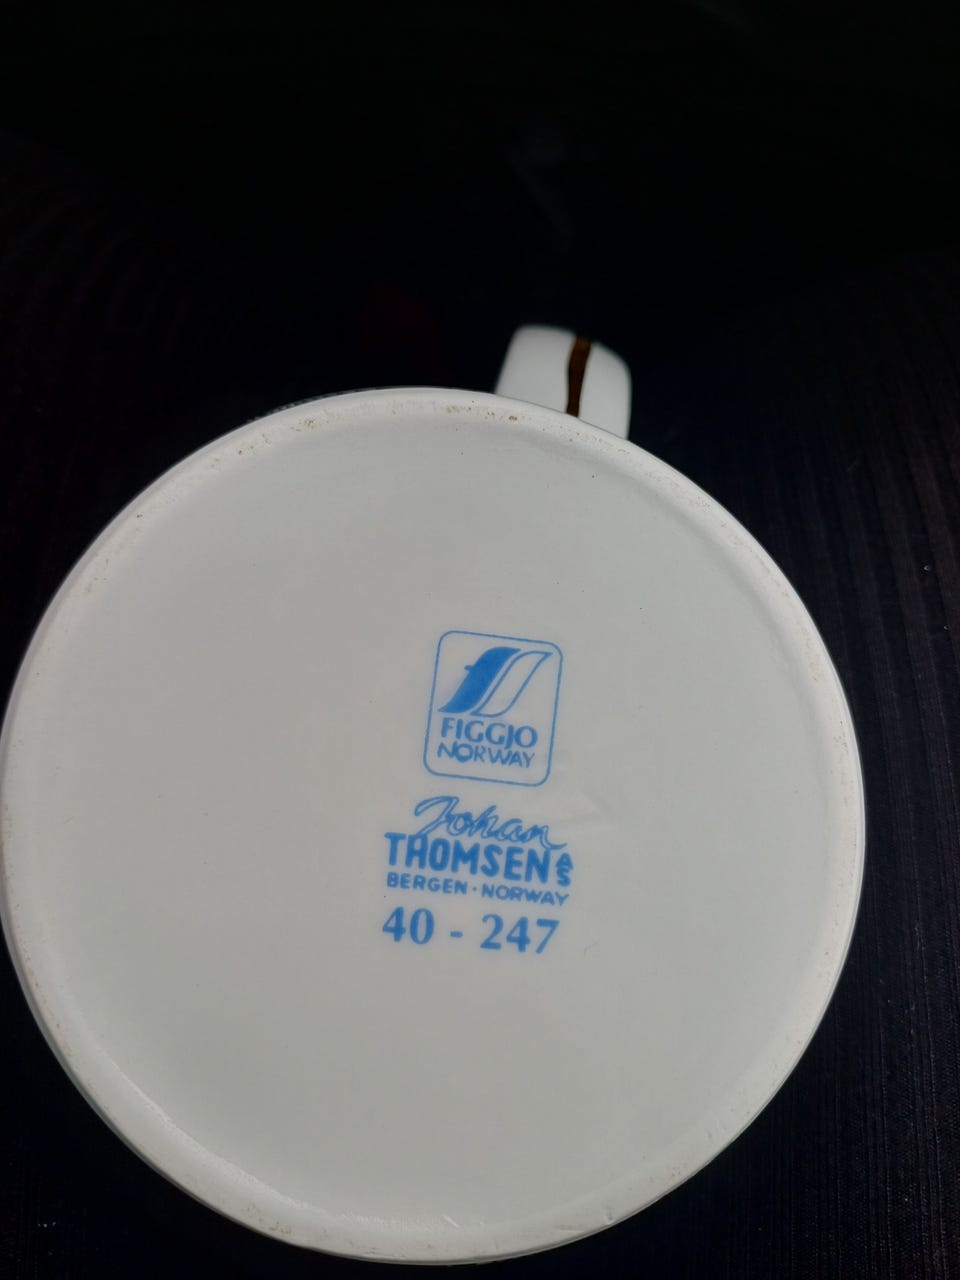 FIGGJO
NORWAY
Johan
THOMSEN AS
BERGEN · NORWAY
40 - 247